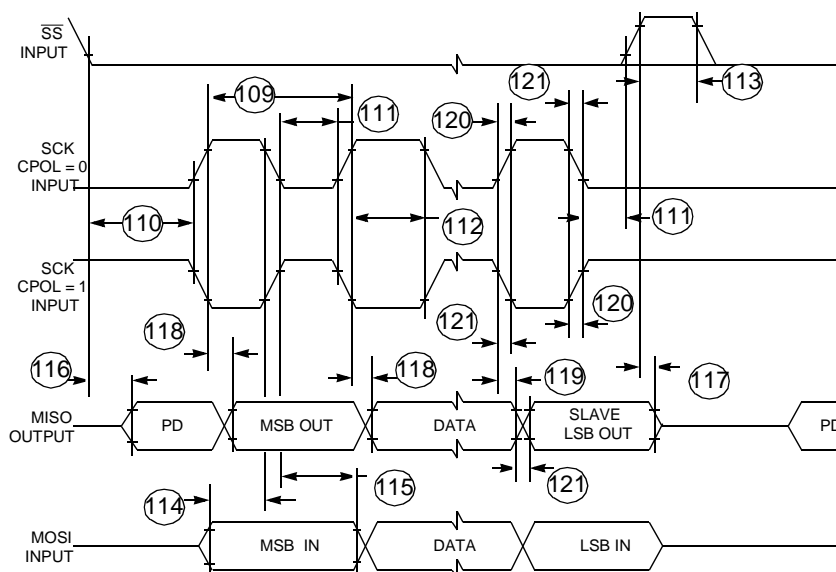 SS
INPUT
113
121
109
111
120
SCK
CPOL = 0
INPUT
110
112
111
SCK
CPOL = 1
INPUT
121
120
118
116
118
119
117
MISO
OUTPUT
PD
MSB OUT
DATA
SLAVE
LSB OUT
PD
121
115
114
MOSI
INPUT
MSB IN
DATA
LSB IN